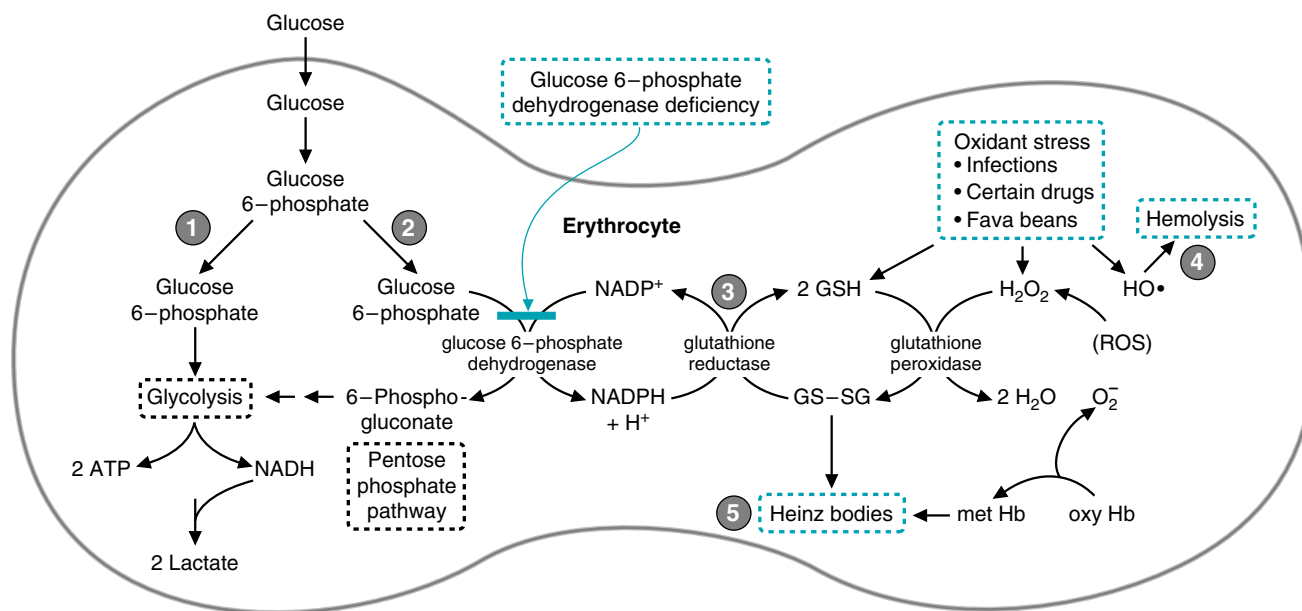 Glucose
Glucose
Glucose
6–phosphate
1
2
Glucose
6–phosphate
Glucose
6–phosphate
Glycolysis
2 ATP
NADH
2 Lactate
6–Phospho-
gluconate
Pentose
phosphate
pathway
Glucose 6–phosphate
dehydrogenase deficiency
Erythrocyte
NADP⁺
glucose 6–phosphate
dehydrogenase
NADPH
+ H⁺
3
glutathione
reductase
2 GSH
GS–SG
glutathione
peroxidase
Oxidant stress
• Infections
• Certain drugs
• Fava beans
H₂O₂
HO•
4
Hemolysis
(ROS)
2 H₂O
O₂⁻
5
Heinz bodies
met Hb
oxy Hb